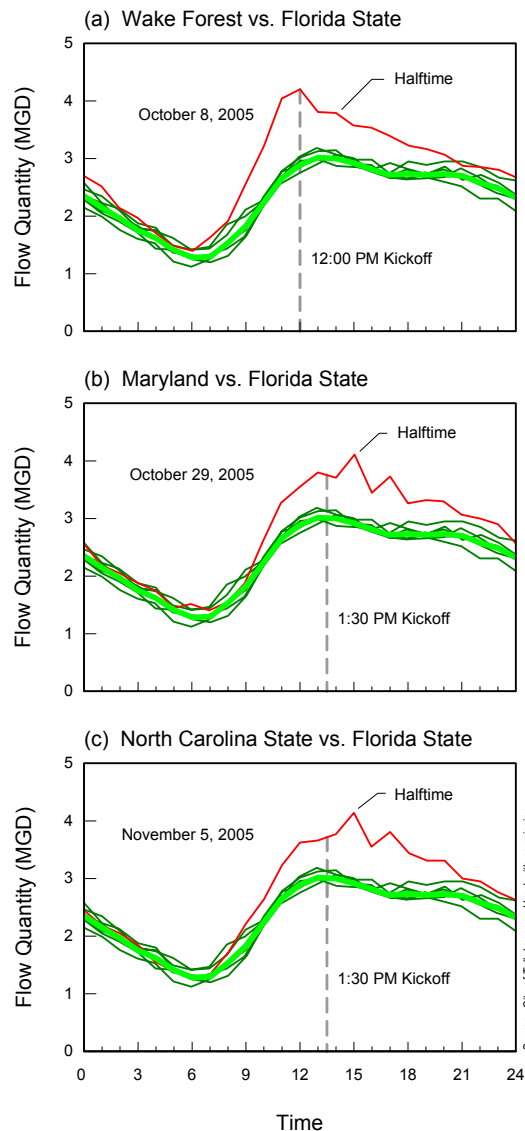 (a) Wake Forest vs. Florida State
5
4
3
2
1
0
Flow Quantity (MGD)
October 8, 2005
Halftime
12:00 PM Kickoff
(b) Maryland vs. Florida State
5
4
3
2
1
0
Flow Quantity (MGD)
October 29, 2005
Halftime
1:30 PM Kickoff
(c) North Carolina State vs. Florida State
5
4
3
2
1
0
Flow Quantity (MGD)
November 5, 2005
Halftime
1:30 PM Kickoff
0 3 6 9 12 15 18 21 24
Time